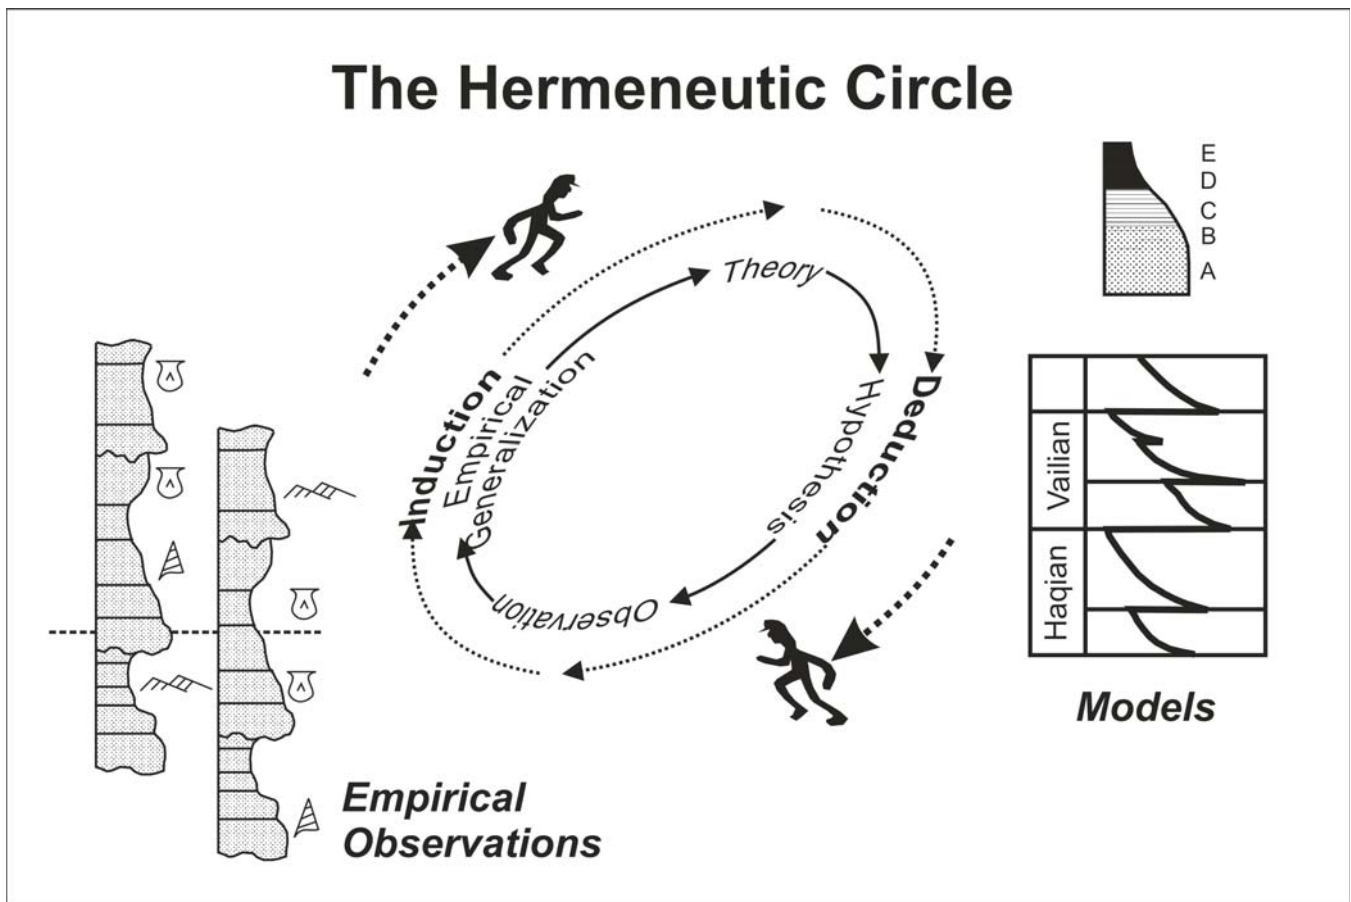 The Hermeneutic Circle
E
D
C
B
A
Theory
Induction
Empirical
Generalization
Hypothesis
Deduction
Observation
Vailian
Haqian
Models
Empirical
Observations